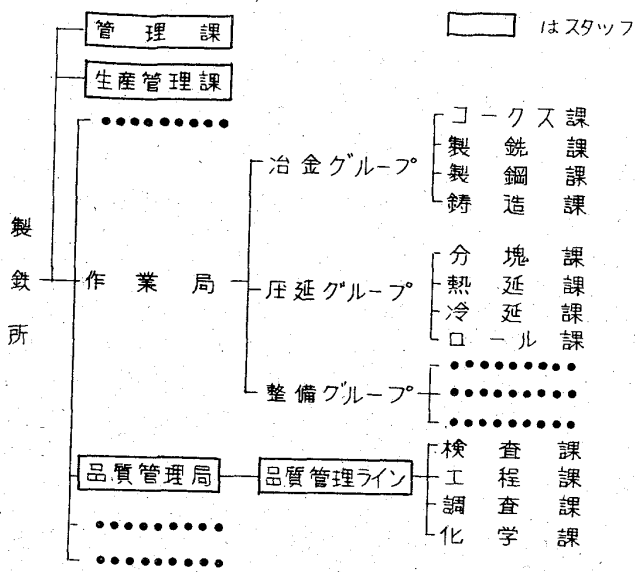 管理課
はスタッフ
生産管理課
●●●●●●●●●
コークス課
冶金グループ
製銑課
製鋼課
鋳造課
製鉄所
作業局
圧延グループ
分塊課
熱延課
冷延課
ロール課
整備グループ
●●●●●●●●●
●●●●●●●●●
●●●●●●●●●
品質管理局
品質管理ライン
検査課
工程課
調査課
化学課
●●●●●●●●●
●●●●●●●●●